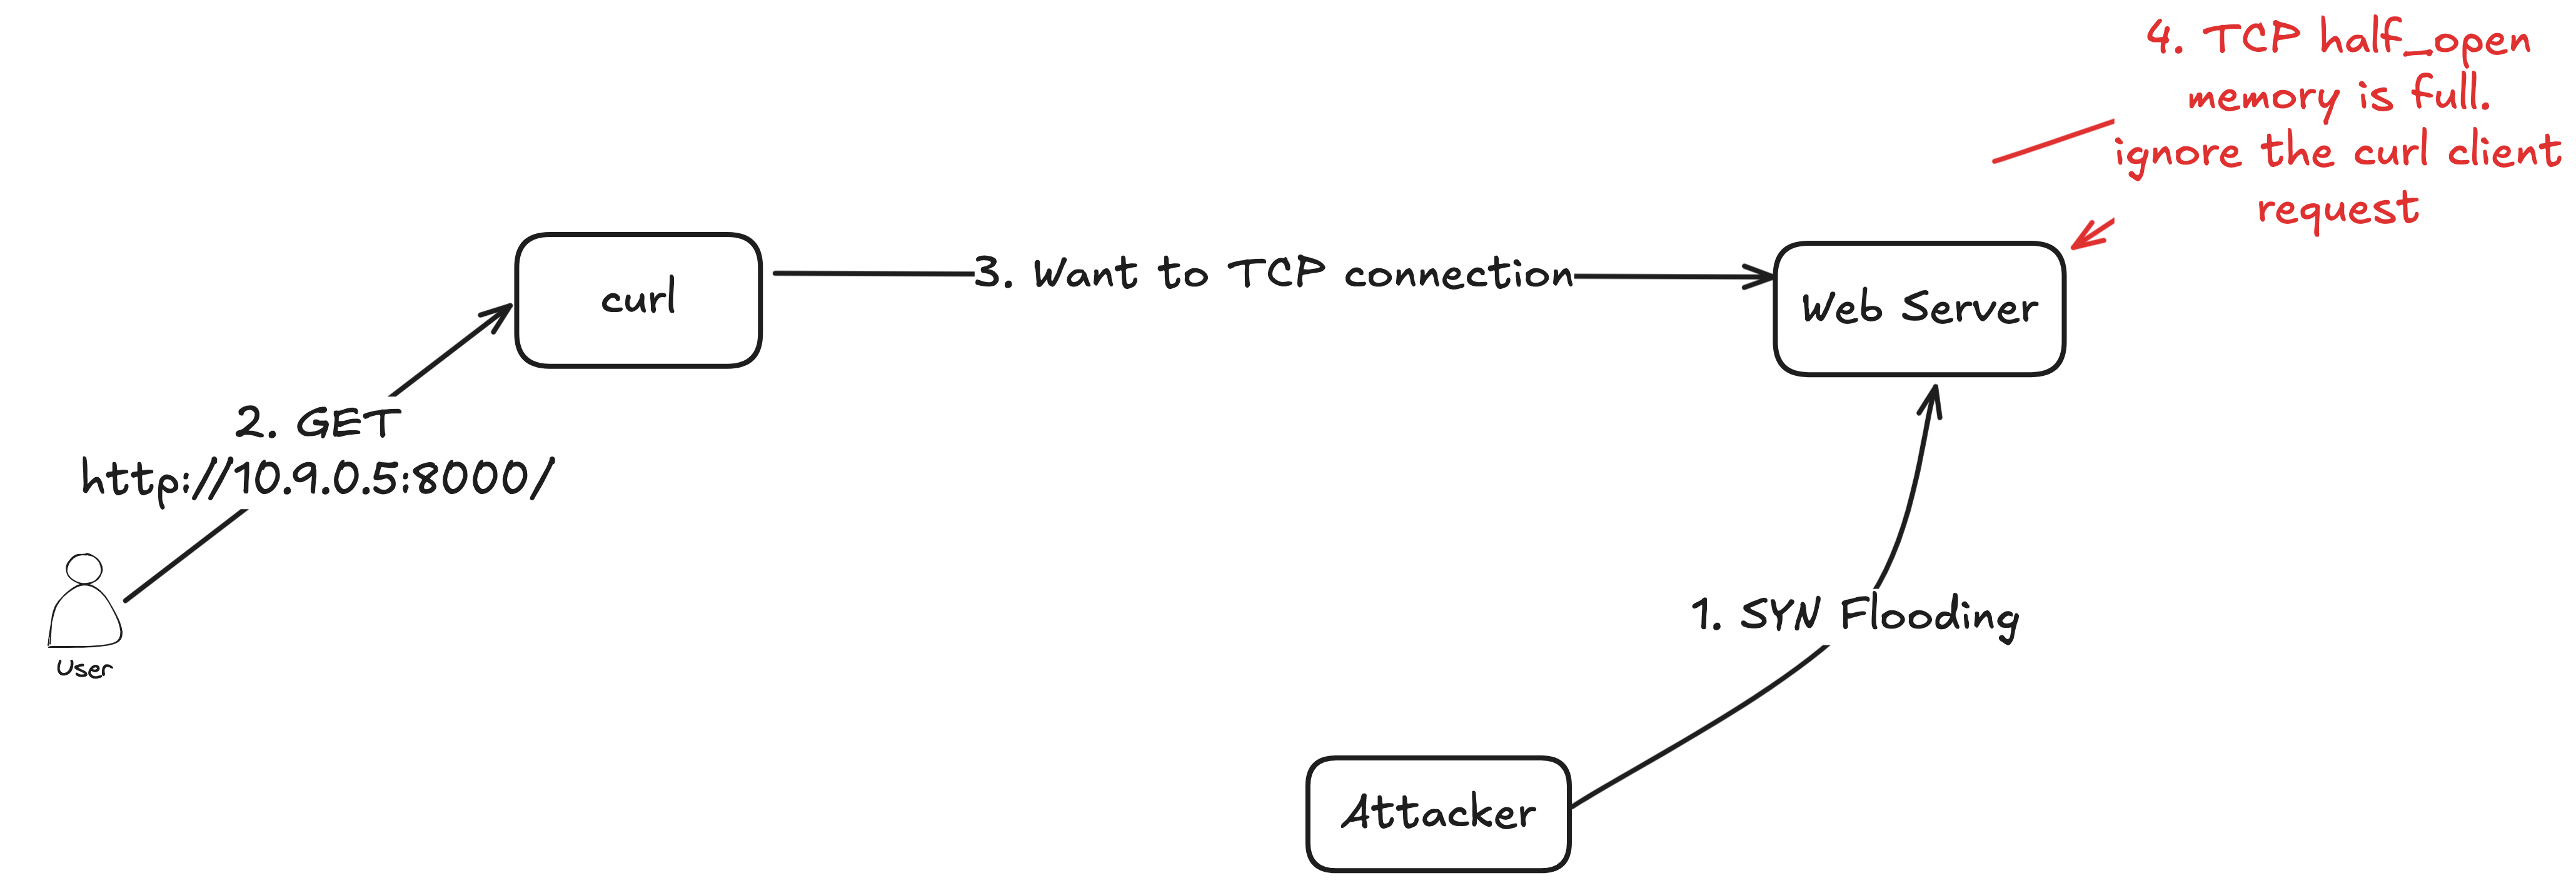 4. TCP half_open
memory is full.
ignore the curl client
request
curl
3. Want to TCP connection
Web Server
2. GET
http://10.9.0.5:8000/
User
1. SYN Flooding
Attacker